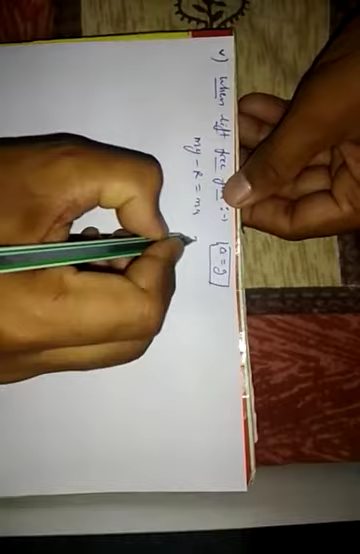 v) When lift free fall :→ a = g
mg - R = ma